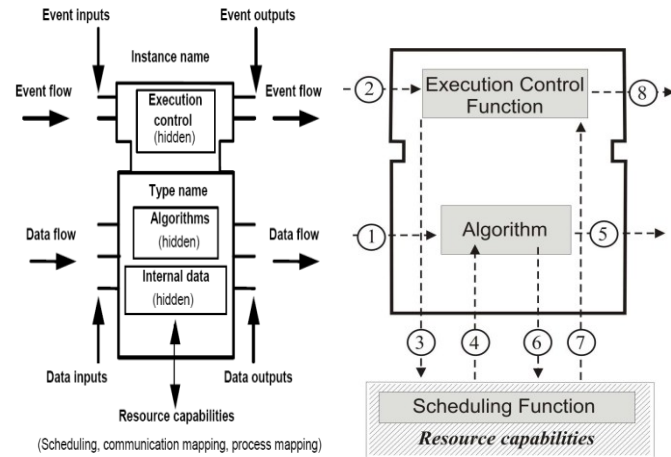 Event inputs
Event outputs
Instance name
Event flow
Execution
control
(hidden)
Event flow
Type name
Algorithms
(hidden)
Data flow
Data flow
Internal data
(hidden)
Data inputs
Data outputs
Resource capabilities
(Scheduling, communication mapping, process mapping)
2
Execution Control
Function
8
1
Algorithm
5
3
4
6
7
Scheduling Function
Resource capabilities